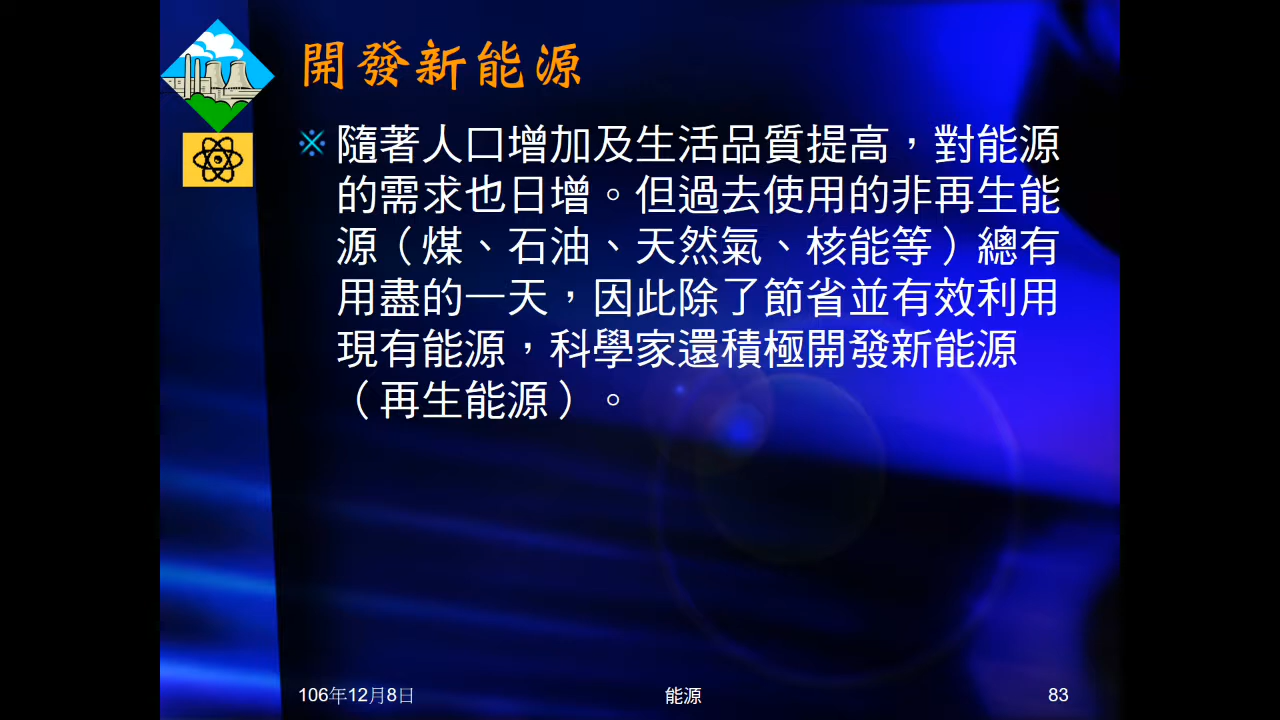 開發新能源
※隨著人口增加及生活品質提高，對能源
的需求也日增。但過去使用的非再生能
源（煤、石油、天然氣、核能等）總有
用盡的一天，因此除了節省並有效利用
現有能源，科學家還積極開發新能源
（再生能源）。
106年12月8日
能源
83